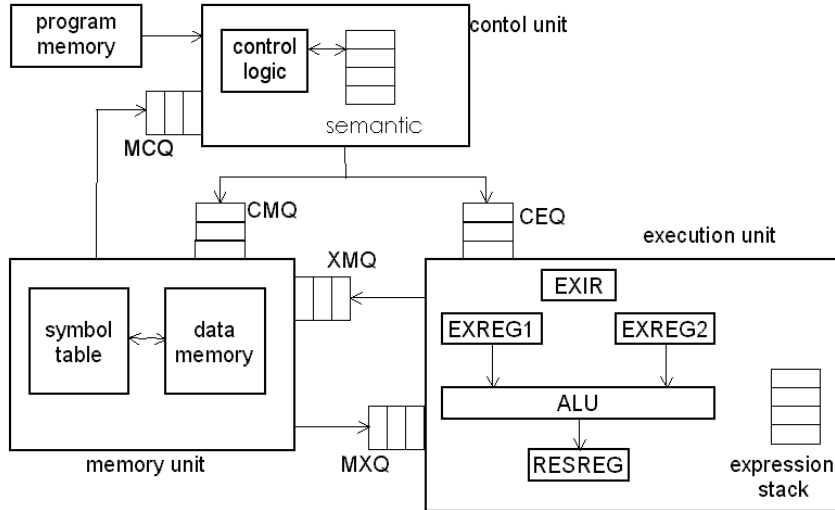 program
memory
contol unit
control
logic
semantic
MCQ
CMQ
CEQ
execution unit
XMQ
EXIR
symbol
table
data
memory
EXREG1
EXREG2
ALU
RESREG
memory unit
MXQ
expression
stack